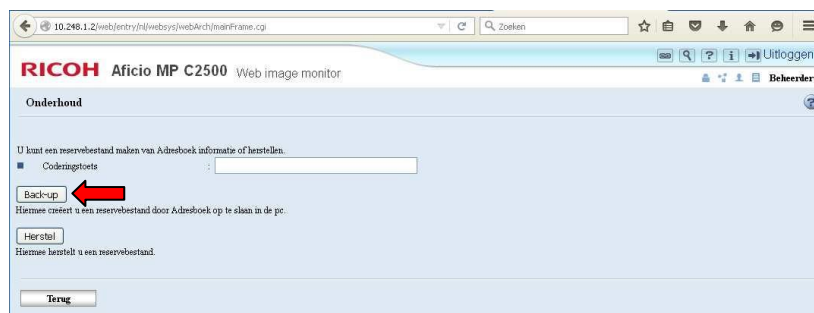 10.248.1.2/web/entry/nl/websys/webArch/mainFrame.cgi
Zoeken
Uitloggen
RICOH Aficio MP C2500 Web image monitor
Beheerder
Onderhoud
U kunt een reservebestand maken van Adresboek informatie of herstellen.
Coderingstoets :
Back-up
Hiermee creëert u een reservebestand door Adresboek op te slaan in de pc.
Herstel
Hiermee herstelt u een reservebestand.
Terug